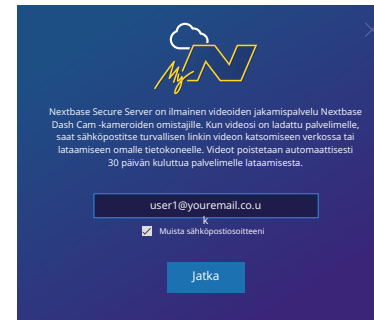 My N
Nextbase Secure Server on ilmainen videoiden jakamispalvelu Nextbase
Dash Cam -kameroiden omistajille. Kun videosi on ladattu palvelimelle,
saat sähköpostitse turvallisen linkin videon katsomiseen verkossa tai
lataamiseen omalle tietokoneelle. Videot poistetaan automaattisesti
30 päivän kuluttua palvelimelle lataamisesta.
user1@youremail.co.u
k
Muista sähköpostiosoitteeni
Jatka